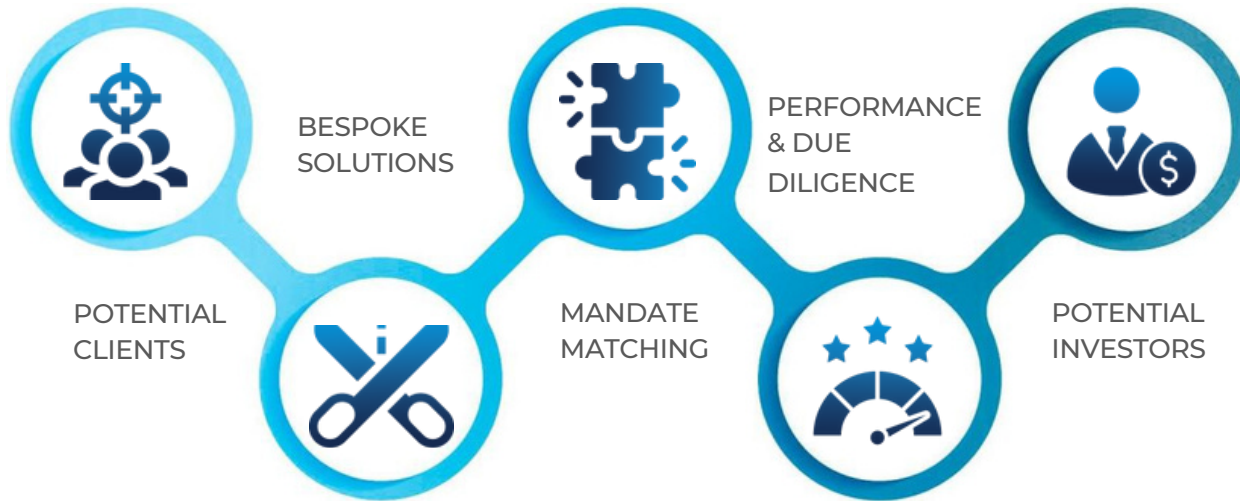 POTENTIAL
CLIENTS
BESPOKE
SOLUTIONS
MANDATE
MATCHING
PERFORMANCE
& DUE
DILIGENCE
POTENTIAL
INVESTORS
$